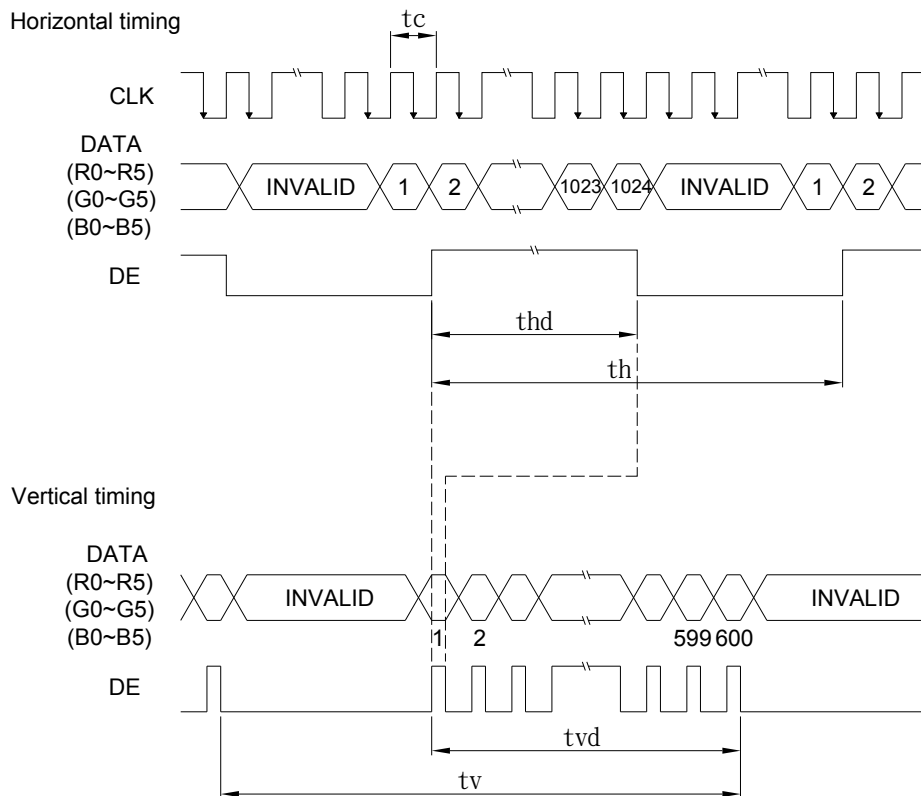 Horizontal timing
tc
CLK
DATA
(R0~R5)
(G0~G5)
(B0~B5)
INVALID 1 2 1023 1024 INVALID 1 2
DE
thd
th
Vertical timing
DATA
(R0~R5)
(G0~G5)
(B0~B5)
INVALID INVALID
1 2 599 600
DE
tvd
tv